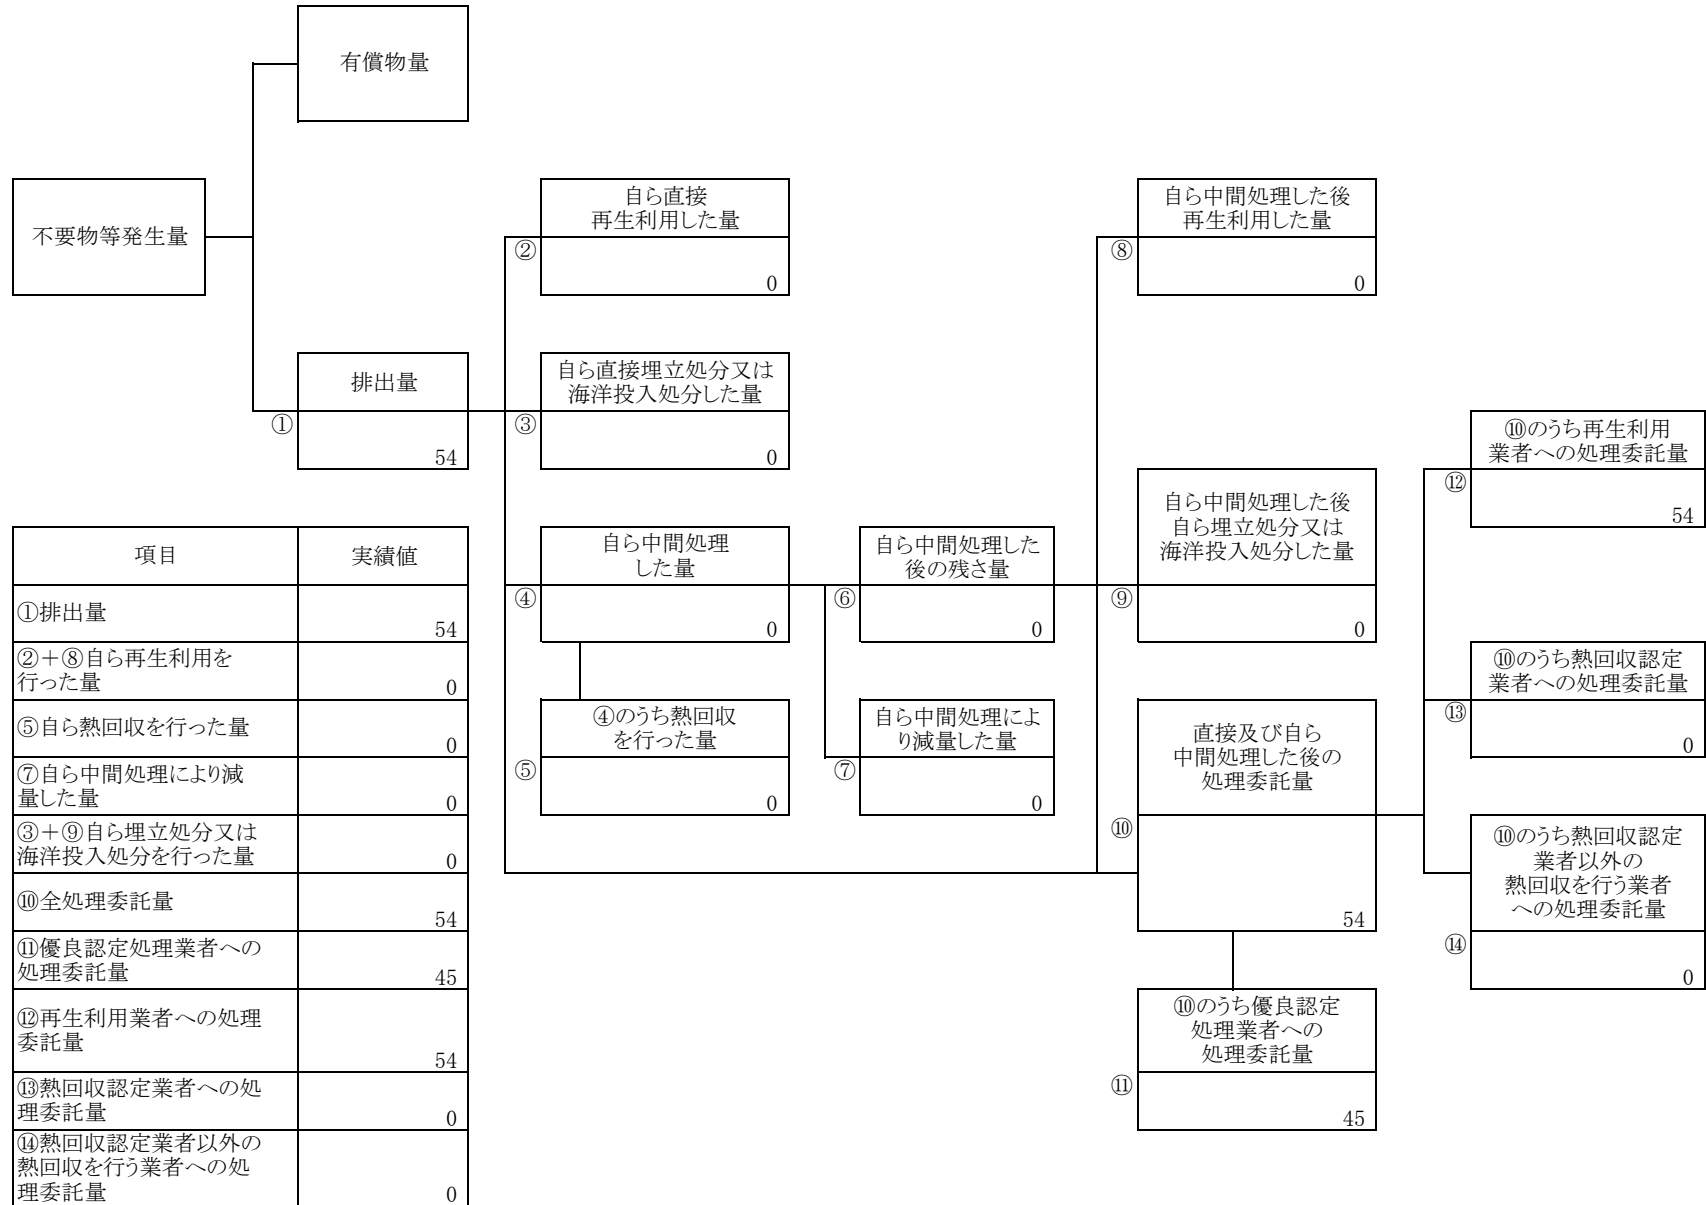 有償物量
不要物等発生量
自ら直接
再生利用した量
②
0
自ら中間処理した後
再生利用した量
⑧
0
排出量
①
54
自ら直接埋立処分又は
海洋投入処分した量
③
0
⑩のうち再生利用
業者への処理委託量
⑫
54
自ら中間処理
した量
④
0
自ら中間処理した
後の残さ量
⑥
0
自ら中間処理した後
自ら埋立処分又は
海洋投入処分した量
⑨
0
⑩のうち熱回収認定
業者への処理委託量
⑬
0
④のうち熱回収
を行った量
⑤
0
自ら中間処理によ
り減量した量
⑦
0
直接及び自ら
中間処理した後の
処理委託量
⑩
54
⑩のうち熱回収認定
業者以外の
熱回収を行う業者
への処理委託量
⑭
0
⑩のうち優良認定
処理業者への
処理委託量
⑪
45
項目 実績値
①排出量
54
②＋⑧自ら再生利用を
行った量
0
⑤自ら熱回収を行った量
0
⑦自ら中間処理により減
量した量
0
③＋⑨自ら埋立処分又は
海洋投入処分を行った量
0
⑩全処理委託量
54
⑪優良認定処理業者への
処理委託量
45
⑫再生利用業者への処理
委託量
54
⑬熱回収認定業者への処
理委託量
0
⑭熱回収認定業者以外の
熱回収を行う業者への処
理委託量
0